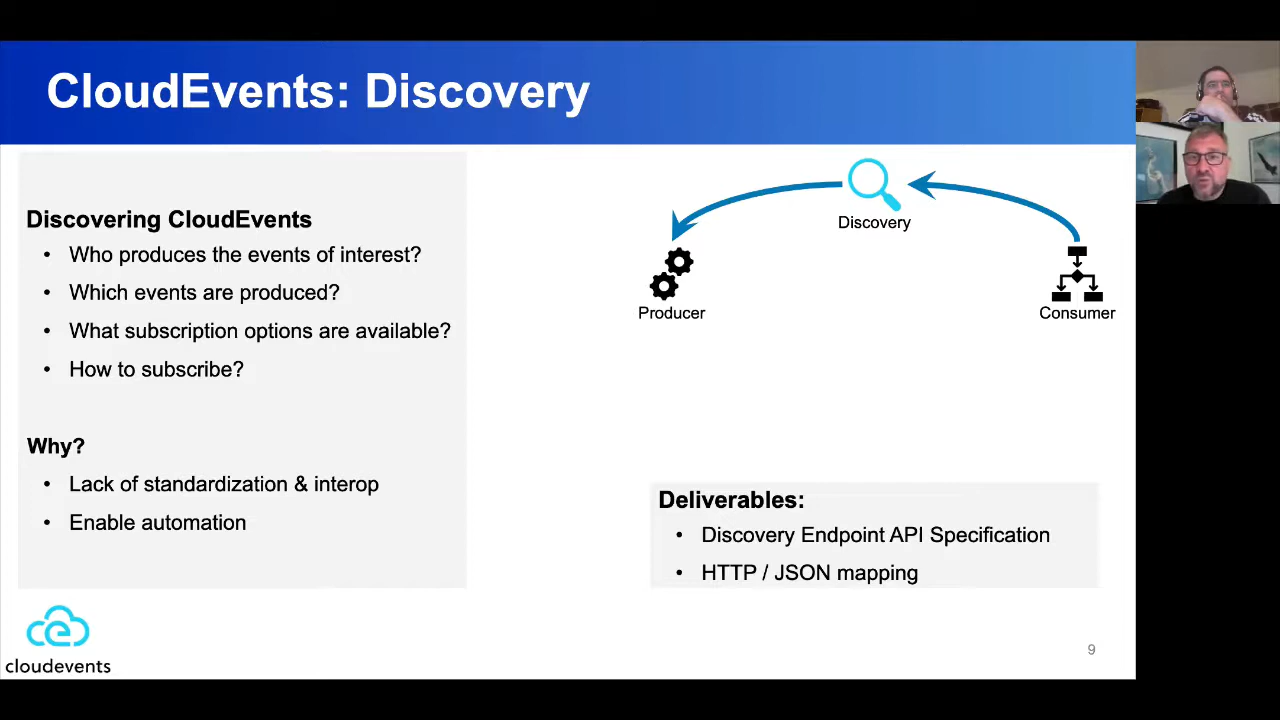 CloudEvents: Discovery
Discovering CloudEvents
• Who produces the events of interest?
• Which events are produced?
• What subscription options are available?
• How to subscribe?
Why?
• Lack of standardization & interop
• Enable automation
Discovery
Producer
Consumer
Deliverables:
• Discovery Endpoint API Specification
• HTTP / JSON mapping
cloudevents
9